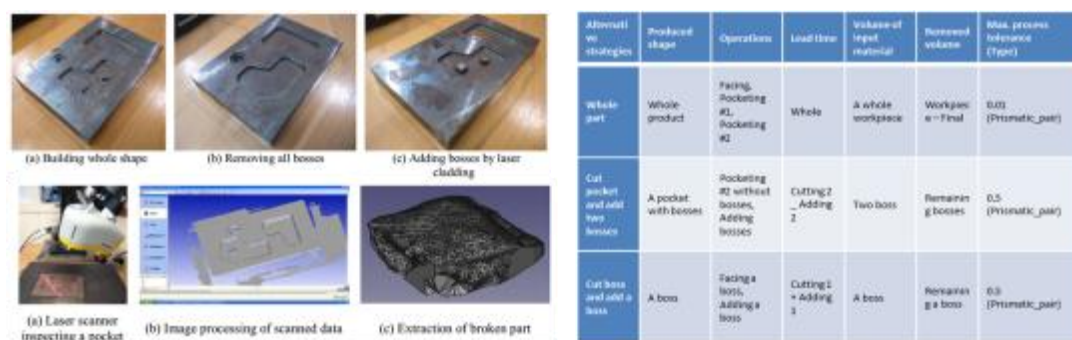 (a) Building whole shape
(b) Removing all bosses
(c) Adding bosses by laser
cladding
(a) Laser scanner
inspecting a pocket
(b) Image processing of scanned data
(c) Extraction of broken part
Alternati
ve
strategies
Produced
shape
Operations
Lead time
Volume of
input
material
Removed
volume
Max. process
tolerance
(Type)
Whole
part
Whole
product
Facing,
Pocketing
#1,
Pocketing
#2
Whole
A whole
workpiece
Workpiec
e – Final
0.01
(Prismatic_pair)
Cut
pocket
and add
two
bosses
A pocket
with bosses
Pocketing
#2 without
bosses,
Adding
bosses
Cutting 2
_ Adding
2
Two boss
Remainin
g bosses
0.5
(Prismatic_pair)
Cut boss
and add a
boss
A boss
Facing a
boss,
Adding a
boss
Cutting 1
+ Adding
1
A boss
Remainin
g a boss
0.5
(Prismatic_pair)